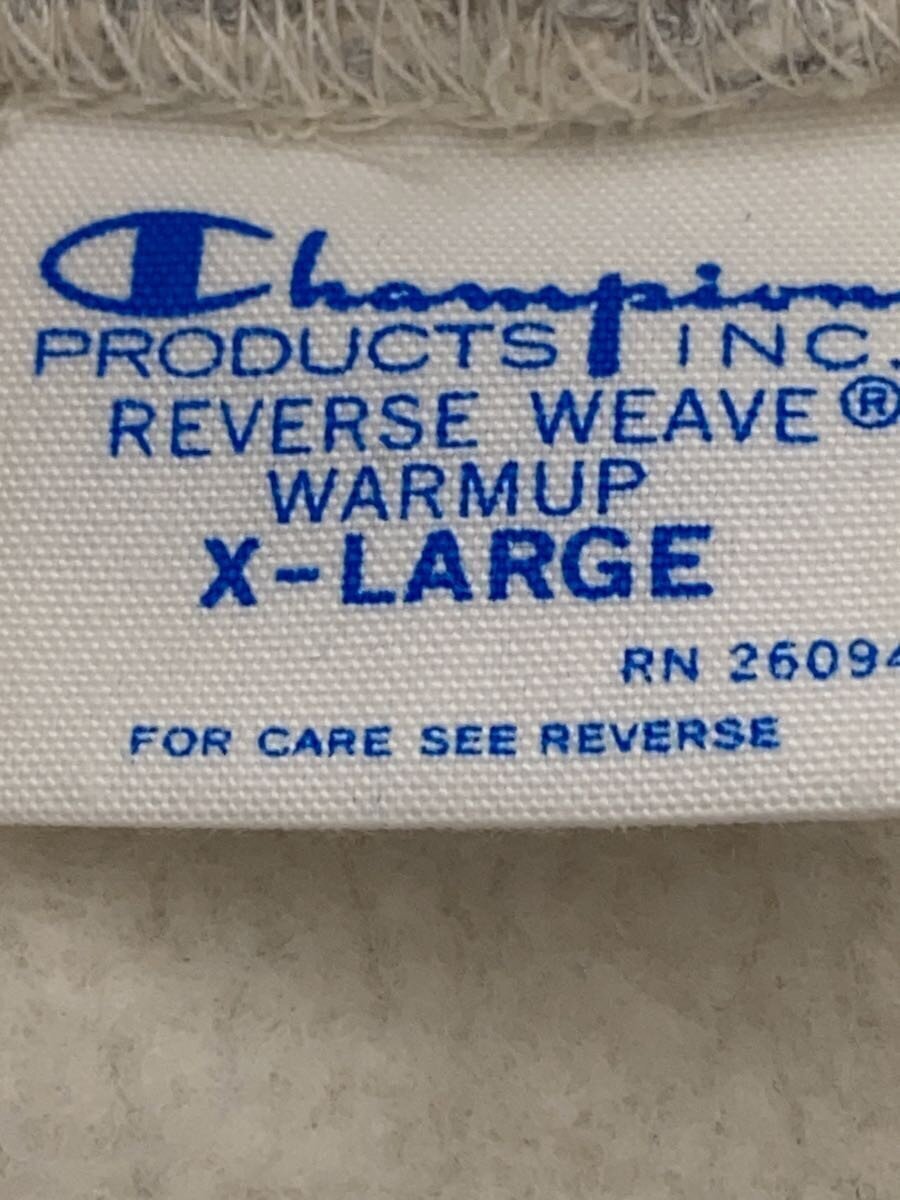 Champion
PRODUCTS INC.
REVERSE WEAVE®
WARMUP
X-LARGE
RN 26094
FOR CARE SEE REVERSE